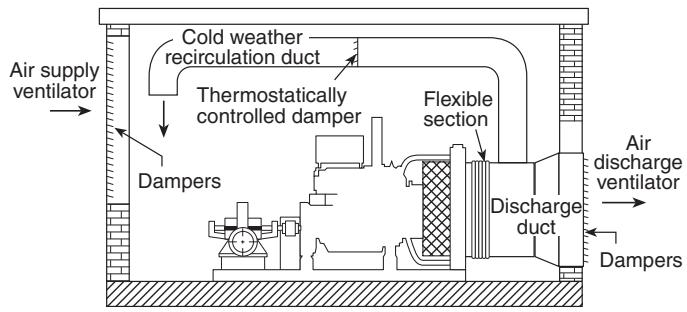 Cold weather
recirculation duct
Air supply
ventilator
Thermostatically
controlled damper
Flexible
section
Dampers
Air
discharge
ventilator
Discharge
duct
Dampers